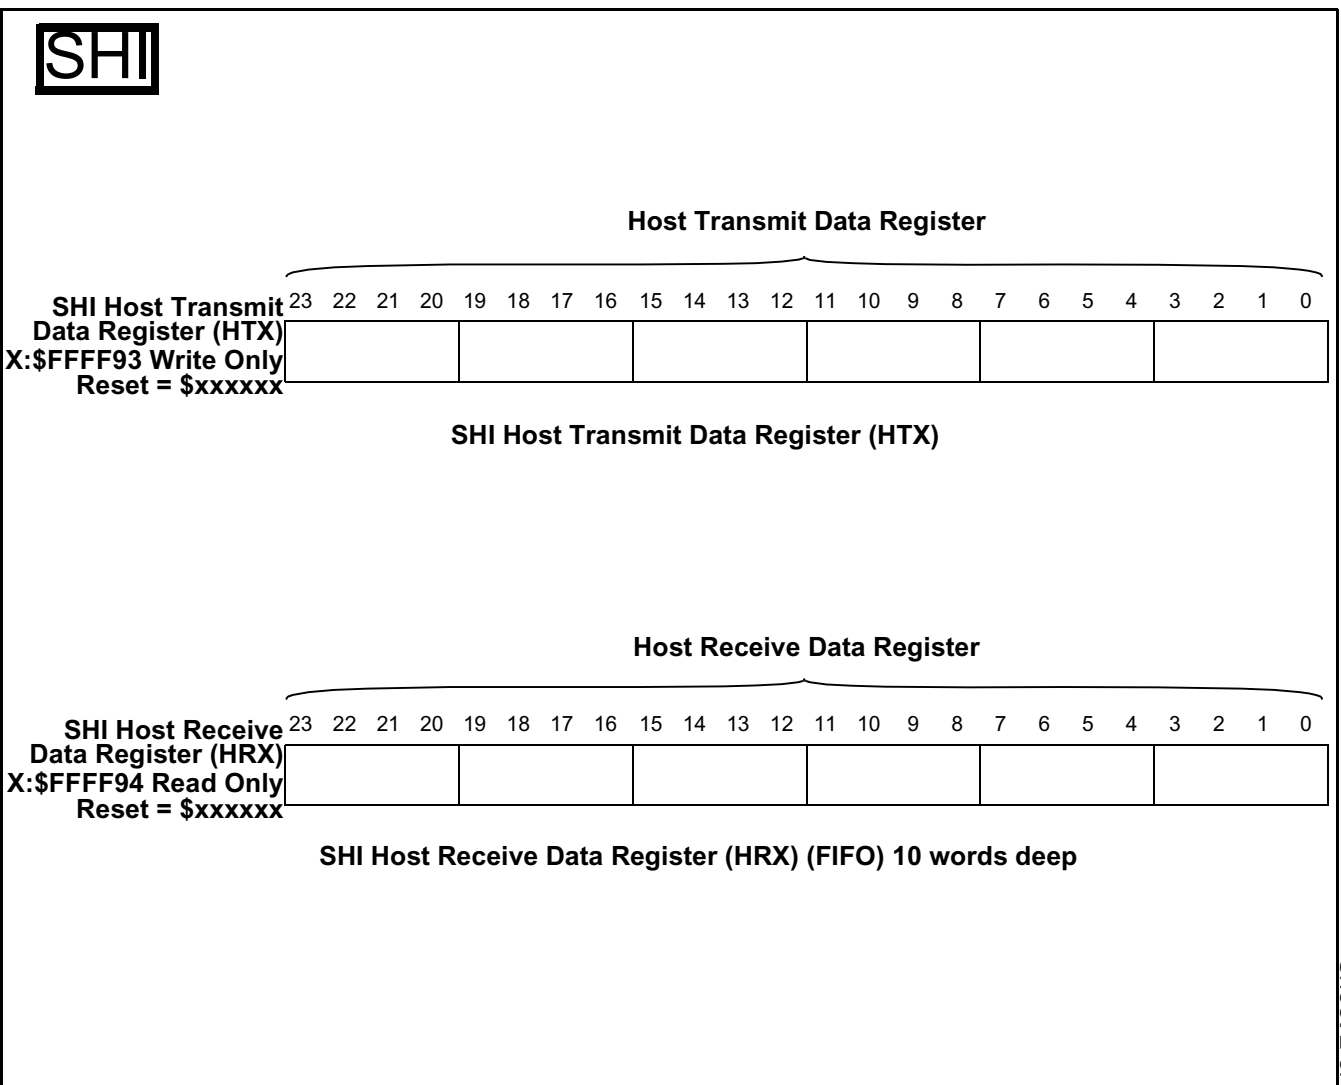 SHI
Host Transmit Data Register
23 22 21 20 19 18 17 16 15 14 13 12 11 10 9 8 7 6 5 4 3 2 1 0
SHI Host Transmit
Data Register (HTX)
X:$FFFF93 Write Only
Reset = $xxxxxx
SHI Host Transmit Data Register (HTX)
Host Receive Data Register
23 22 21 20 19 18 17 16 15 14 13 12 11 10 9 8 7 6 5 4 3 2 1 0
SHI Host Receive
Data Register (HRX)
X:$FFFF94 Read Only
Reset = $xxxxxx
SHI Host Receive Data Register (HRX) (FIFO) 10 words deep